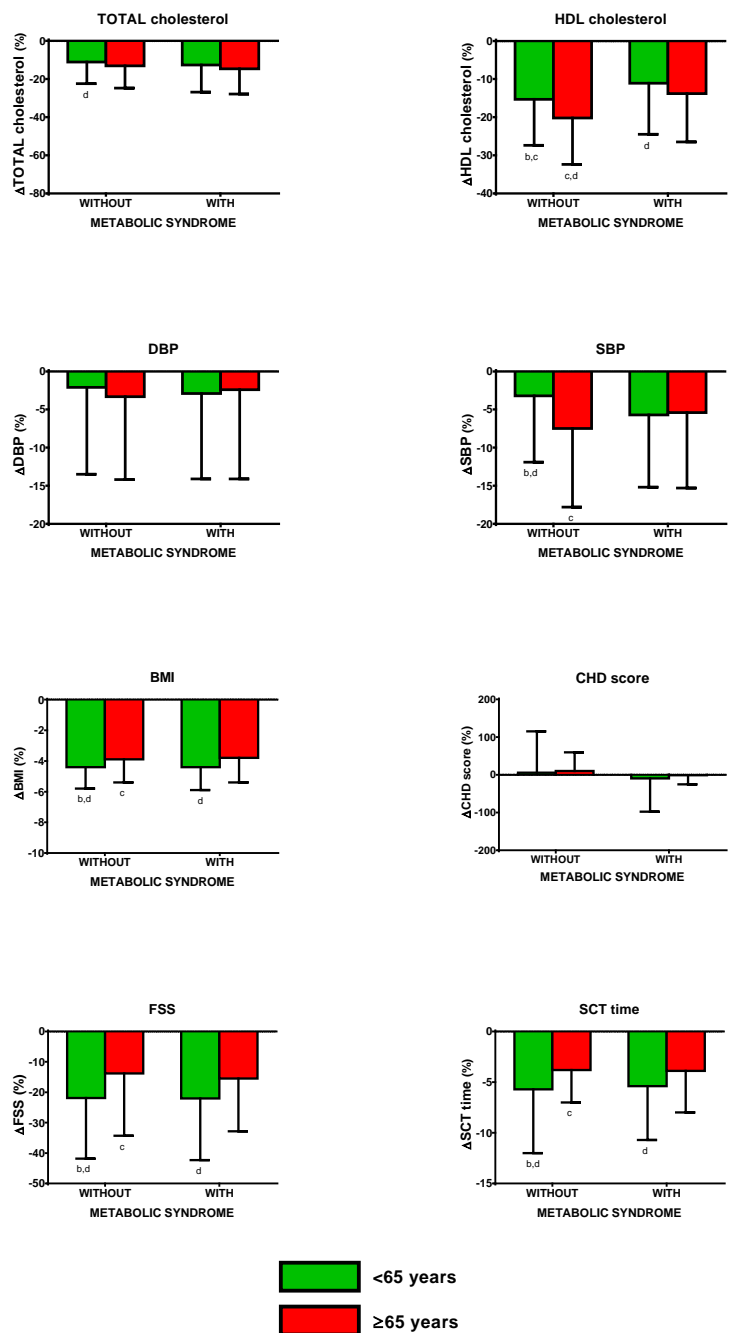 TOTAL cholesterol
ΔTOTAL cholesterol (%)
0
-20
-40
-60
-80
d
WITHOUT WITH
METABOLIC SYNDROME
HDL cholesterol
ΔHDL cholesterol (%)
0
-10
-20
-30
-40
b,c
c,d
d
WITHOUT WITH
METABOLIC SYNDROME
DBP
ΔDBP (%)
0
-5
-10
-15
-20
WITHOUT WITH
METABOLIC SYNDROME
SBP
ΔSBP (%)
0
-5
-10
-15
-20
b,d
c
WITHOUT WITH
METABOLIC SYNDROME
BMI
ΔBMI (%)
0
-2
-4
-6
-8
-10
b,d
c
d
WITHOUT WITH
METABOLIC SYNDROME
CHD score
ΔCHD score (%)
200
100
0
-100
-200
WITHOUT WITH
METABOLIC SYNDROME
FSS
ΔFSS (%)
0
-10
-20
-30
-40
-50
b,d
c
d
WITHOUT WITH
METABOLIC SYNDROME
SCT time
ΔSCT time (%)
0
-5
-10
-15
b,d
c
d
WITHOUT WITH
METABOLIC SYNDROME
<65 years
≥65 years